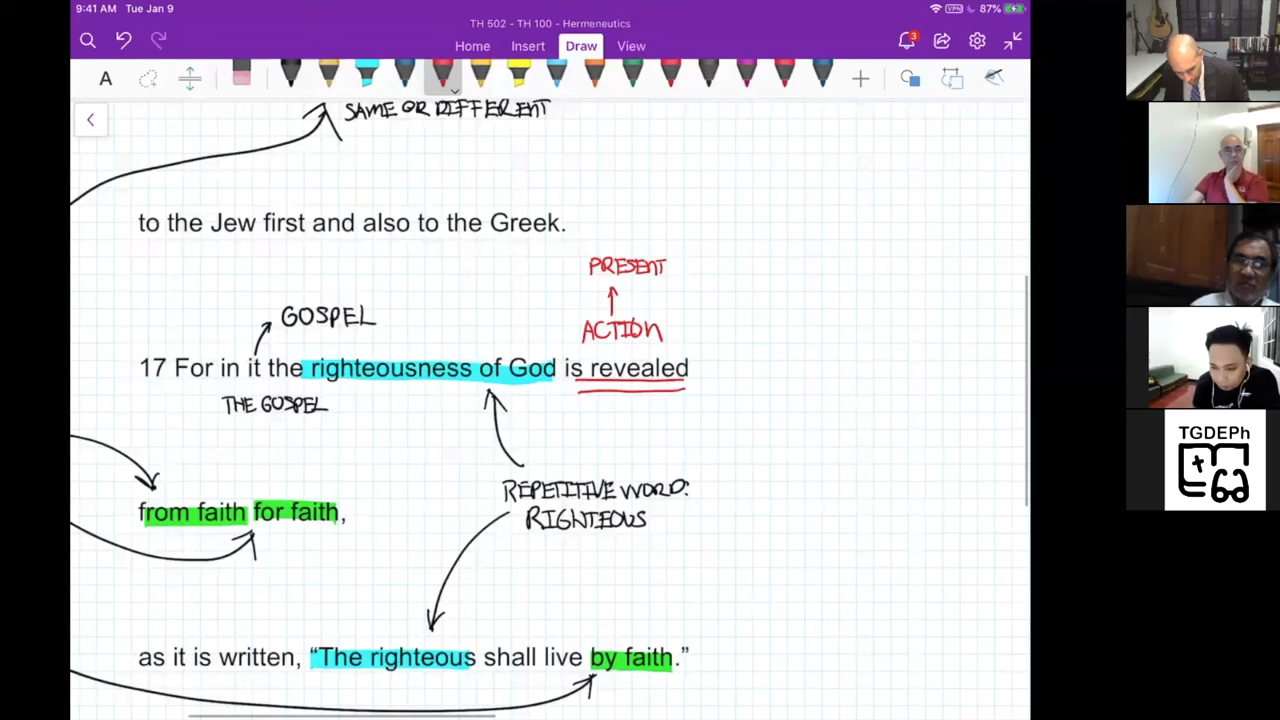 9:41 AM Tue Jan 9
VPN
87%
TH 502 - TH 100 - Hermeneutics
Home Insert Draw View
3
A
SAME OR DIFFERENT
to the Jew first and also to the Greek.
PRESENT
ACTION
GOSPEL
17 For in it the righteousness of God is revealed
THE GOSPEL
REPETITIVE WORD:
RIGHTEOUS
from faith for faith,
as it is written, “The righteous shall live by faith.”
TGDEPh